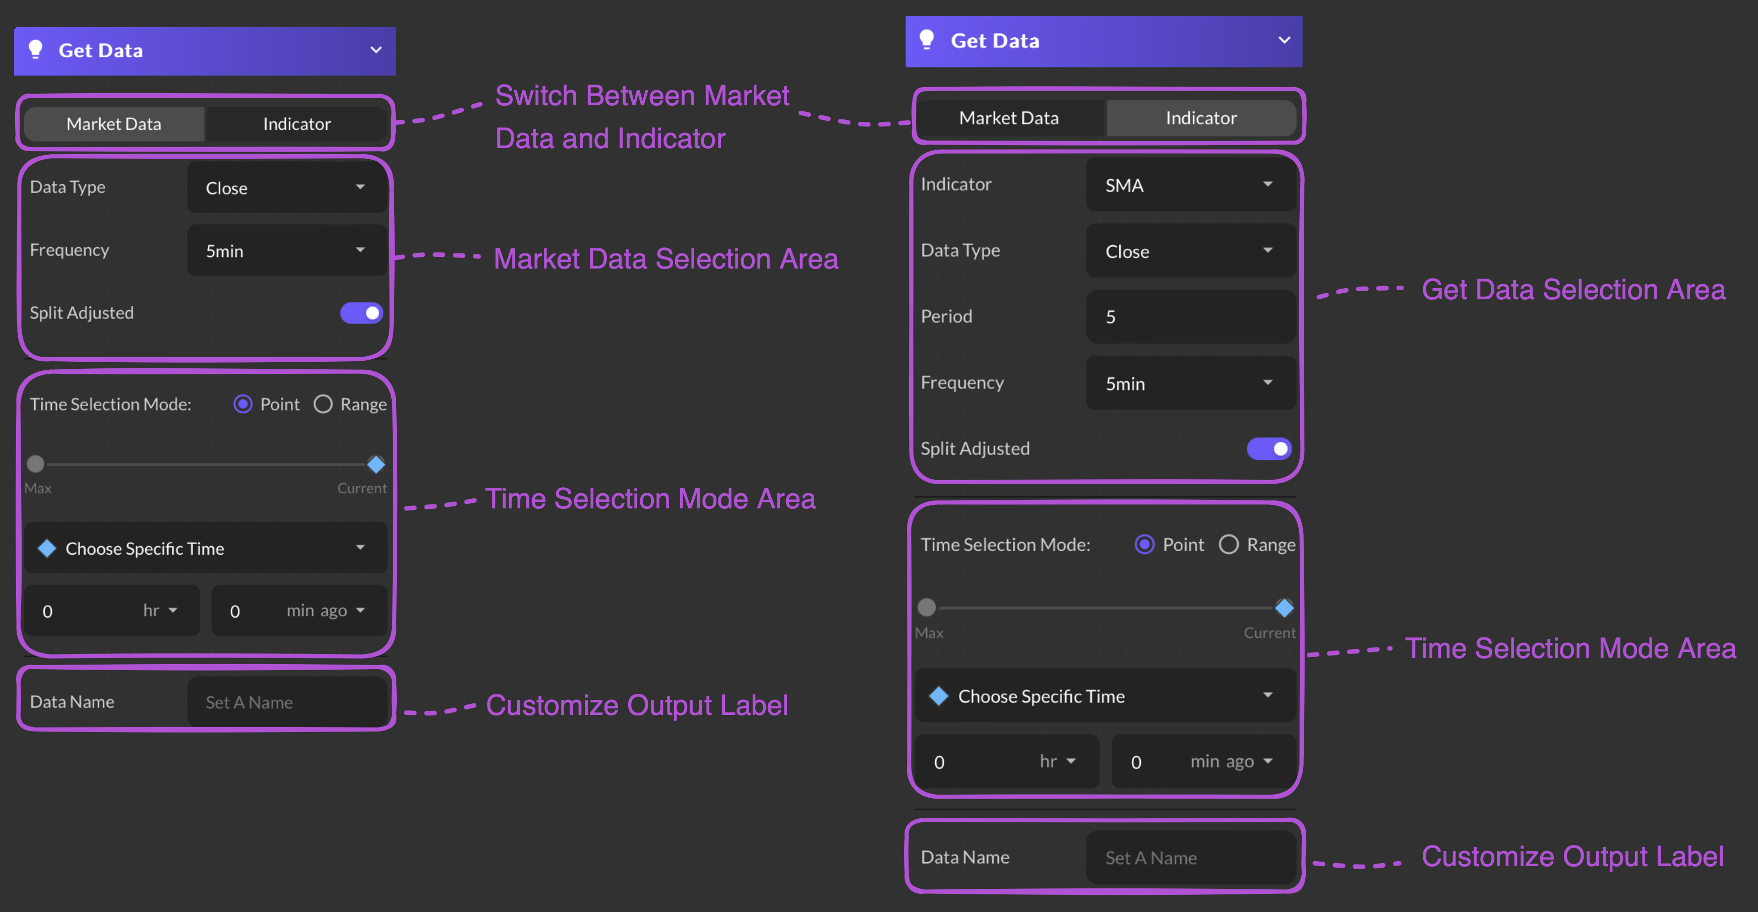 Get Data
Market Data Indicator
Data Type Close
Frequency 5min
Split Adjusted
Time Selection Mode: Point Range
Max Current
Choose Specific Time
0 hr 0 min ago
Data Name Set A Name
Switch Between Market
Data and Indicator
Market Data Selection Area
Time Selection Mode Area
Customize Output Label
Get Data
Market Data Indicator
Indicator SMA
Data Type Close
Period 5
Frequency 5min
Split Adjusted
Time Selection Mode: Point Range
Max Current
Choose Specific Time
0 hr 0 min ago
Data Name Set A Name
Get Data Selection Area
Time Selection Mode Area
Customize Output Label